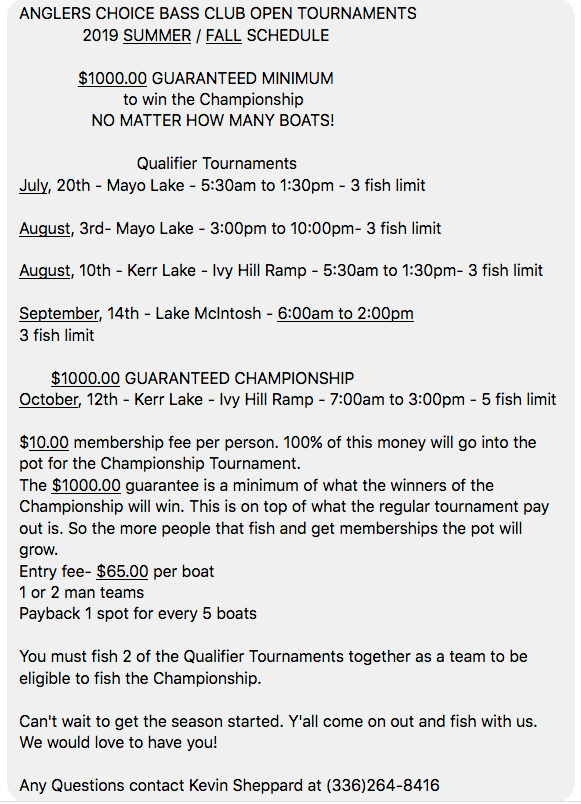 ANGLERS CHOICE BASS CLUB OPEN TOURNAMENTS
2019 SUMMER / FALL SCHEDULE
$1000.00 GUARANTEED MINIMUM
to win the Championship
NO MATTER HOW MANY BOATS!
Qualifier Tournaments
July, 20th - Mayo Lake - 5:30am to 1:30pm - 3 fish limit
August, 3rd- Mayo Lake - 3:00pm to 10:00pm- 3 fish limit
August, 10th - Kerr Lake - Ivy Hill Ramp - 5:30am to 1:30pm- 3 fish limit
September, 14th - Lake McIntosh - 6:00am to 2:00pm
3 fish limit
$1000.00 GUARANTEED CHAMPIONSHIP
October, 12th - Kerr Lake - Ivy Hill Ramp - 7:00am to 3:00pm - 5 fish limit
$10.00 membership fee per person. 100% of this money will go into the
pot for the Championship Tournament.
The $1000.00 guarantee is a minimum of what the winners of the
Championship will win. This is on top of what the regular tournament pay
out is. So the more people that fish and get memberships the pot will
grow.
Entry fee- $65.00 per boat
1 or 2 man teams
Payback 1 spot for every 5 boats
You must fish 2 of the Qualifier Tournaments together as a team to be
eligible to fish the Championship.
Can't wait to get the season started. Y'all come on out and fish with us.
We would love to have you!
Any Questions contact Kevin Sheppard at (336)264-8416